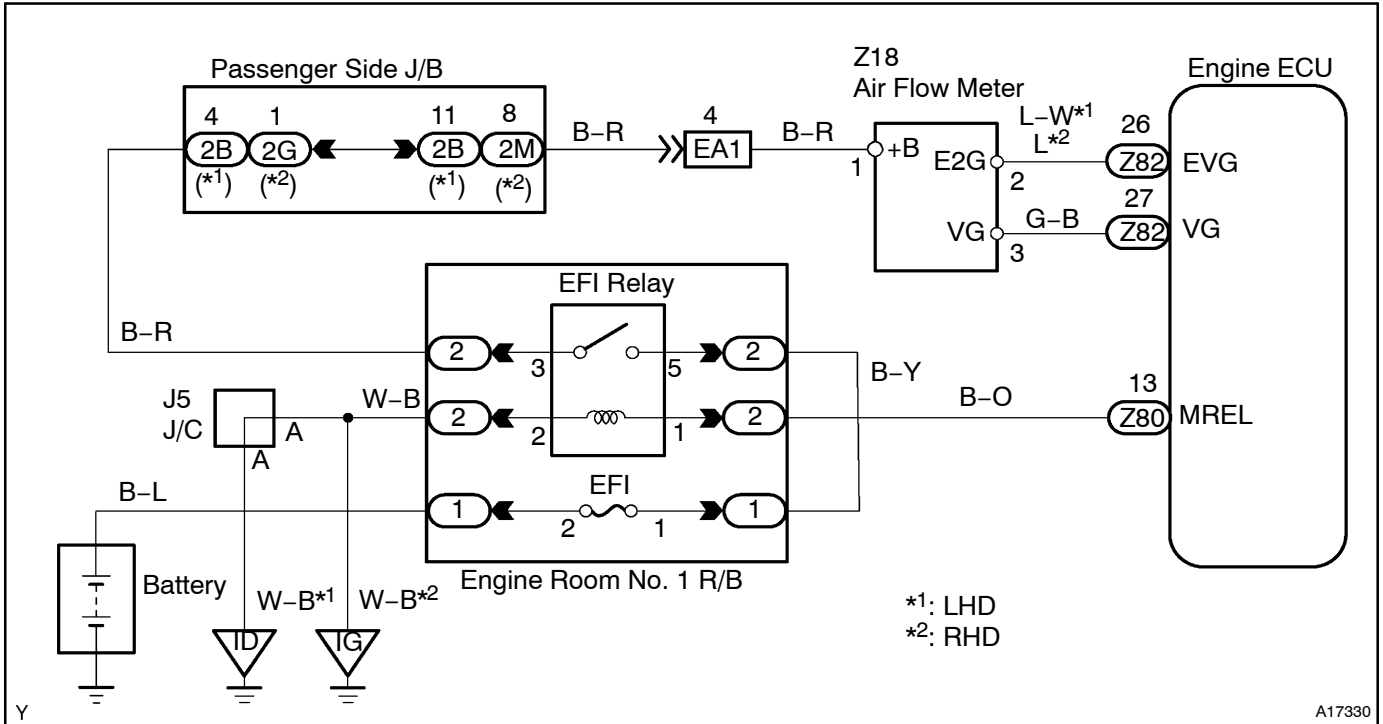 Passenger Side J/B
4 1 11 8
2B 2G 2B 2M
(*1) (*2) (*1) (*2)
B–R
4
EA1
B–R
Z18
Air Flow Meter
1
+B
E2G
2
VG
3
L–W*1
L*2
G–B
Engine ECU
26
Z82 EVG
27
Z82 VG
B–R
EFI Relay
2 3 5 2
B–Y
J5
J/C
A
A
W–B
2 2 1 2
B–O
13
Z80 MREL
B–L
EFI
1 2 1 1
Engine Room No. 1 R/B
Battery
W–B*1 W–B*2
ID IG
*1: LHD
*2: RHD
Y
A17330